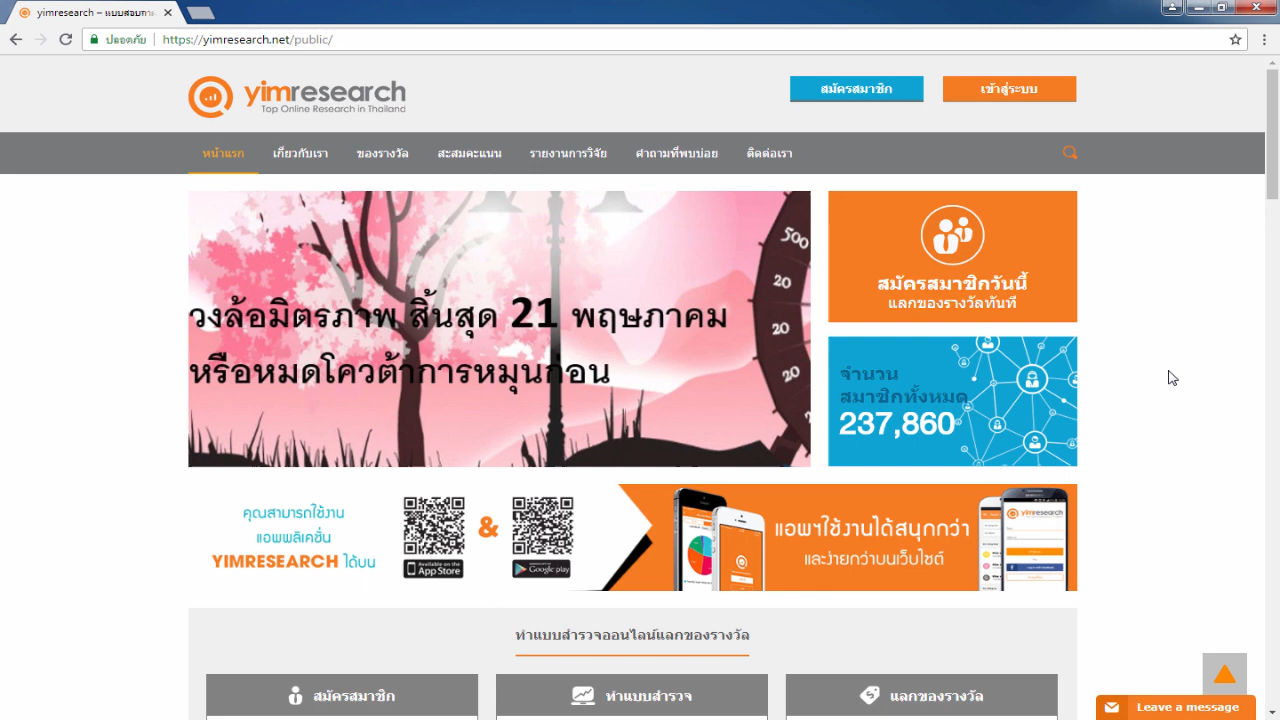 yimresearch – แบบสอบถาม
ปลอดภัย
https://yimresearch.net/public/
yimresearch
Top Online Research in Thailand
สมัครสมาชิก
เข้าสู่ระบบ
หน้าแรก
เกี่ยวกับเรา
ของรางวัล
สะสมคะแนน
รายงานการวิจัย
คำถามที่พบบ่อย
ติดต่อเรา
วงล้อมิตรภาพ สิ้นสุด 21 พฤษภาคม
หรือหมดโควต้าการหมุนก่อน
500
20
20
20
สมัครสมาชิกวันนี้
แลกของรางวัลทันที
จำนวน
สมาชิกทั้งหมด
237,860
คุณสามารถใช้งาน
แอพพลิเคชั่น
YIMRESEARCH ได้บน
Available on the
App Store
&
Google play
แอพฯใช้งานได้สนุกกว่า
และง่ายกว่าบนเว็บไซต์
yimresearch
ทำแบบสำรวจออนไลน์แลกของรางวัล
สมัครสมาชิก
ทำแบบสำรวจ
แลกของรางวัล
Leave a message